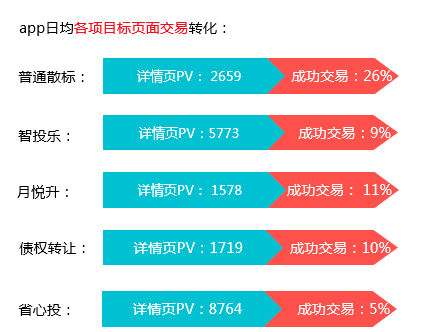 app日均各项目标页面交易转化：
普通散标： 详情页PV： 2659 成功交易：26%
智投乐： 详情页PV：5773 成功交易：9%
月悦升： 详情页PV： 1578 成功交易： 11%
债权转让： 详情页PV：1719 成功交易：10%
省心投： 详情页PV：8764 成功交易：5%